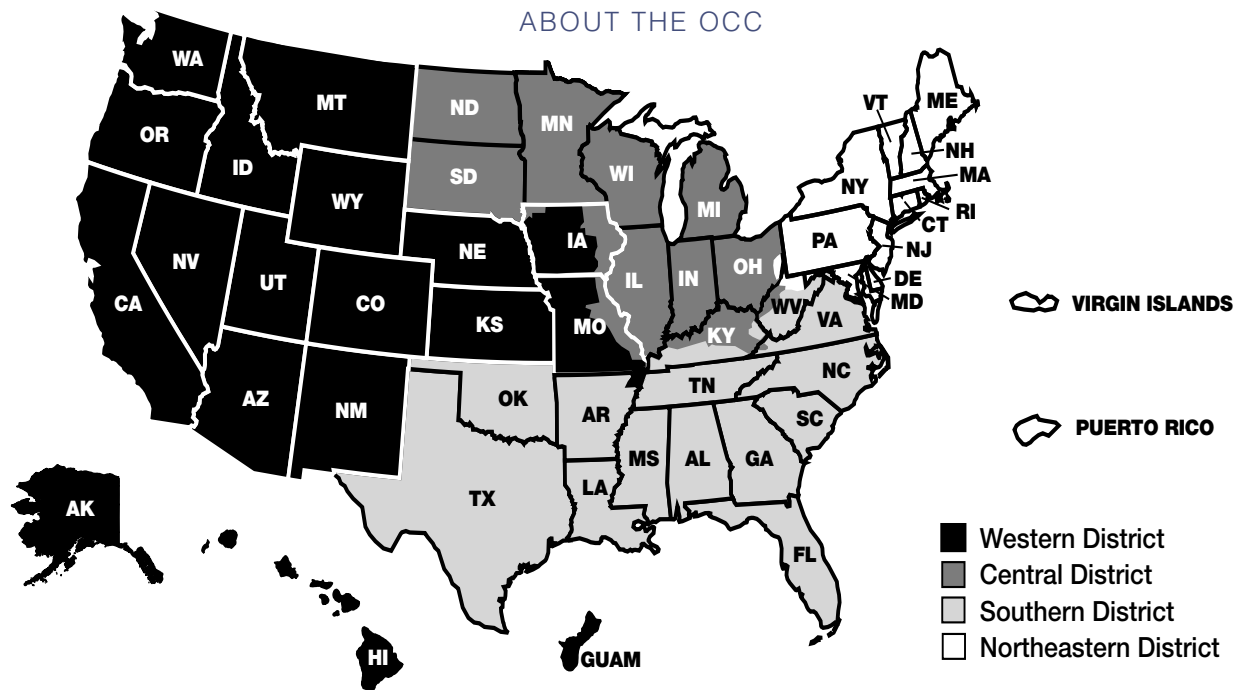 ABOUT THE OCC
WA
MT
ND
MN
VT
ME
OR
ID
SD
WI
NH
MA
WY
MI
NY
RI
CT
NE
IA
PA
NJ
NV
UT
IL
IN
OH
DE
MD
CA
CO
KS
MO
WV
VA
KY
VIRGIN ISLANDS
AZ
NM
OK
AR
TN
NC
SC
PUERTO RICO
MS
AL
GA
TX
LA
AK
FL
HI
GUAM
Western District
Central District
Southern District
Northeastern District